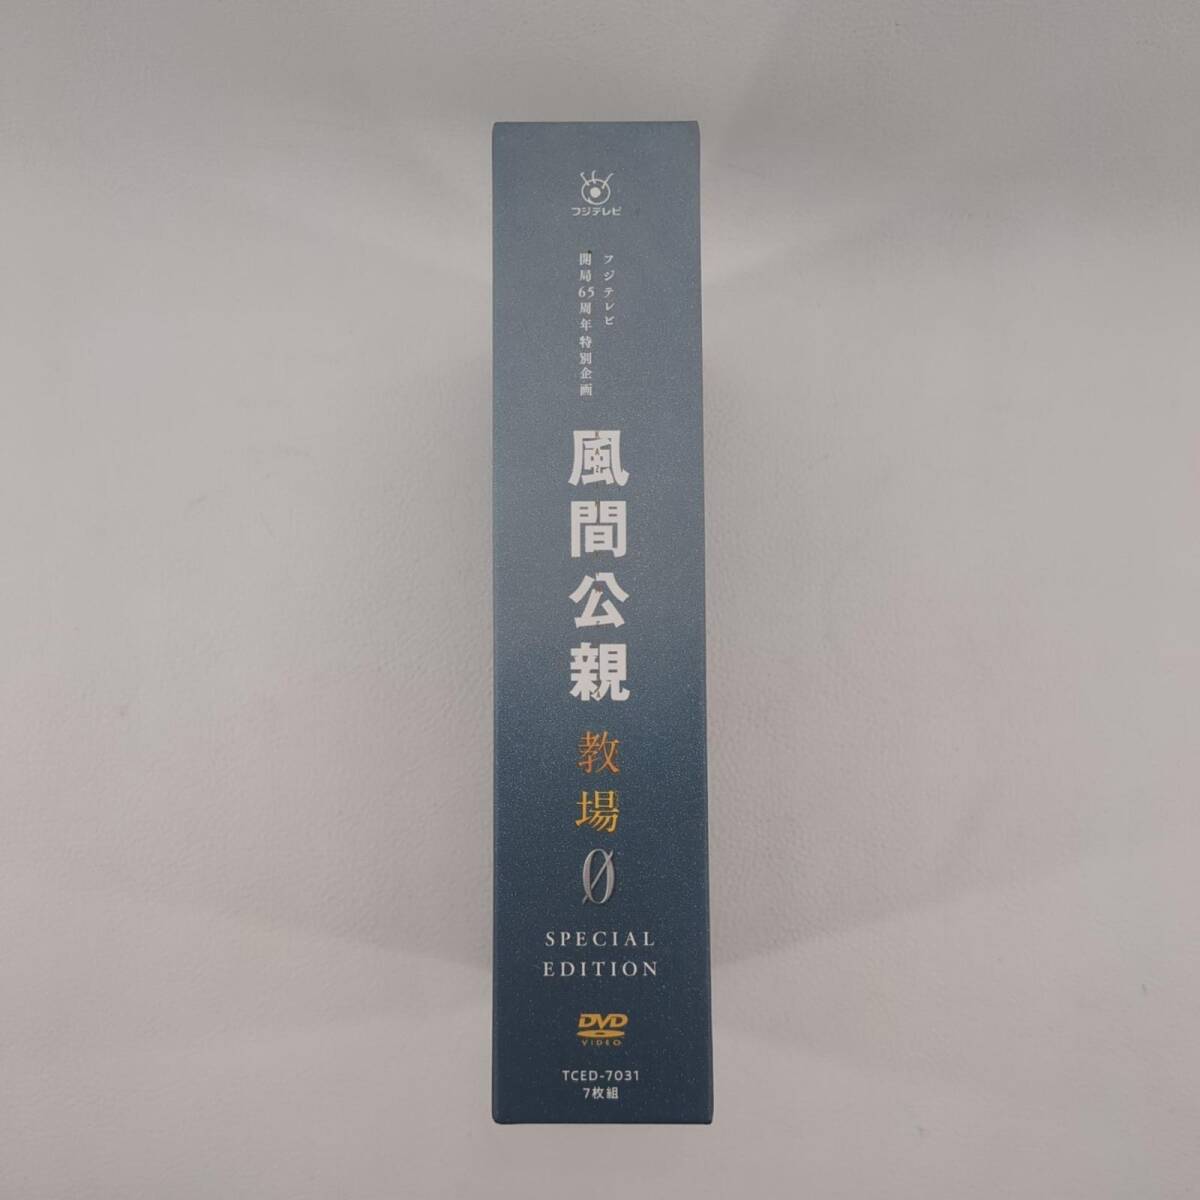 フジテレビ
フジテレビ
開局65周年特別企画
風間公親
教場
0
SPECIAL
EDITION
DVD
VIDEO
TCED-7031
7枚組